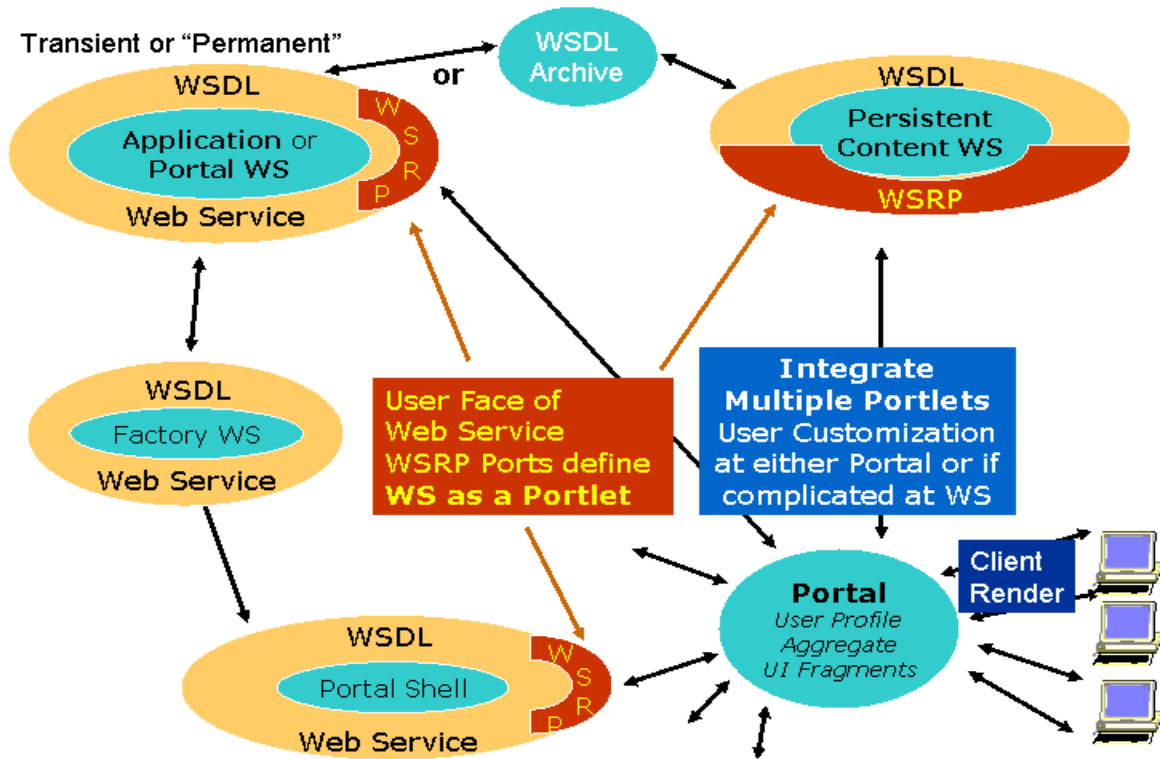 Transient or “Permanent”
WSDL
Archive
or
WSDL
Application or
Portal WS
Web Service
W
S
R
P
WSDL
Persistent
Content WS
WSRP
WSDL
Factory WS
Web Service
User Face of
Web Service
WSRP Ports define
WS as a Portlet
Integrate
Multiple Portlets
User Customization
at either Portal or if
complicated at WS
Client
Render
Portal
User Profile
Aggregate
UI Fragments
WSDL
Portal Shell
Web Service
W
S
R
P